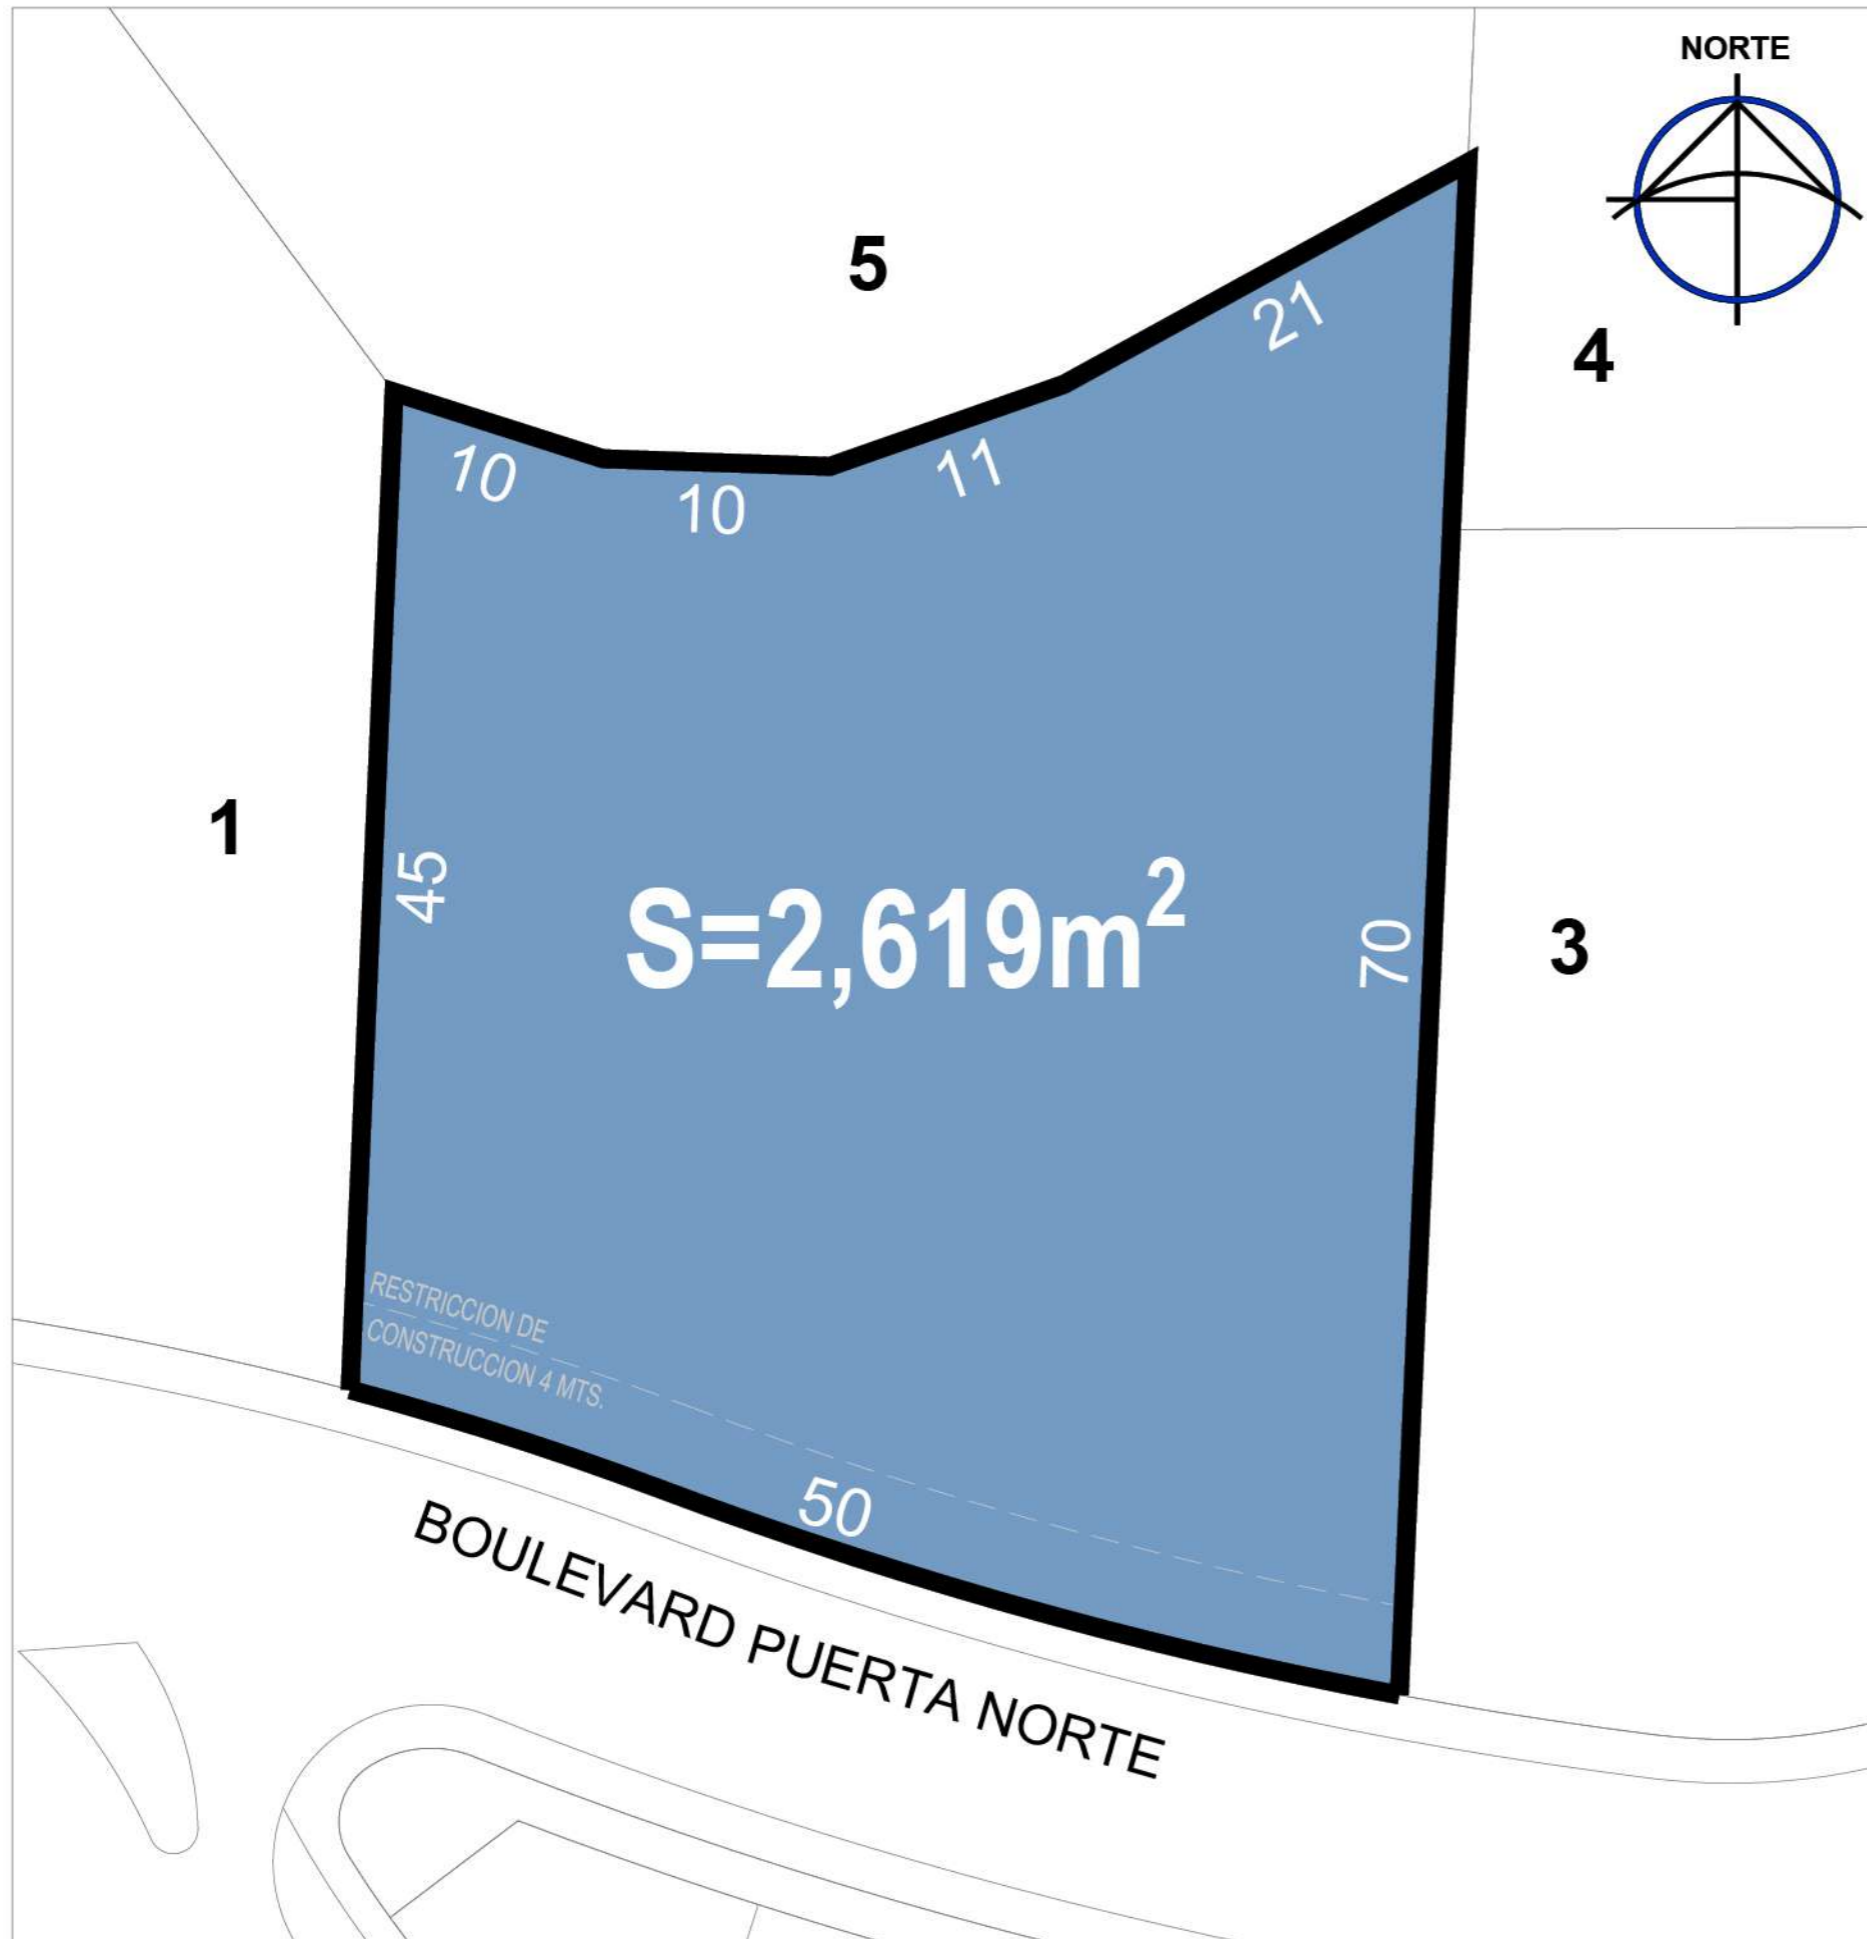 NORTE
5
4
21
10
10
11
1
45
S=2,619m²
70
3
RESTRICCION DE
CONSTRUCCION 4 MTS.
50
BOULEVARD PUERTA NORTE